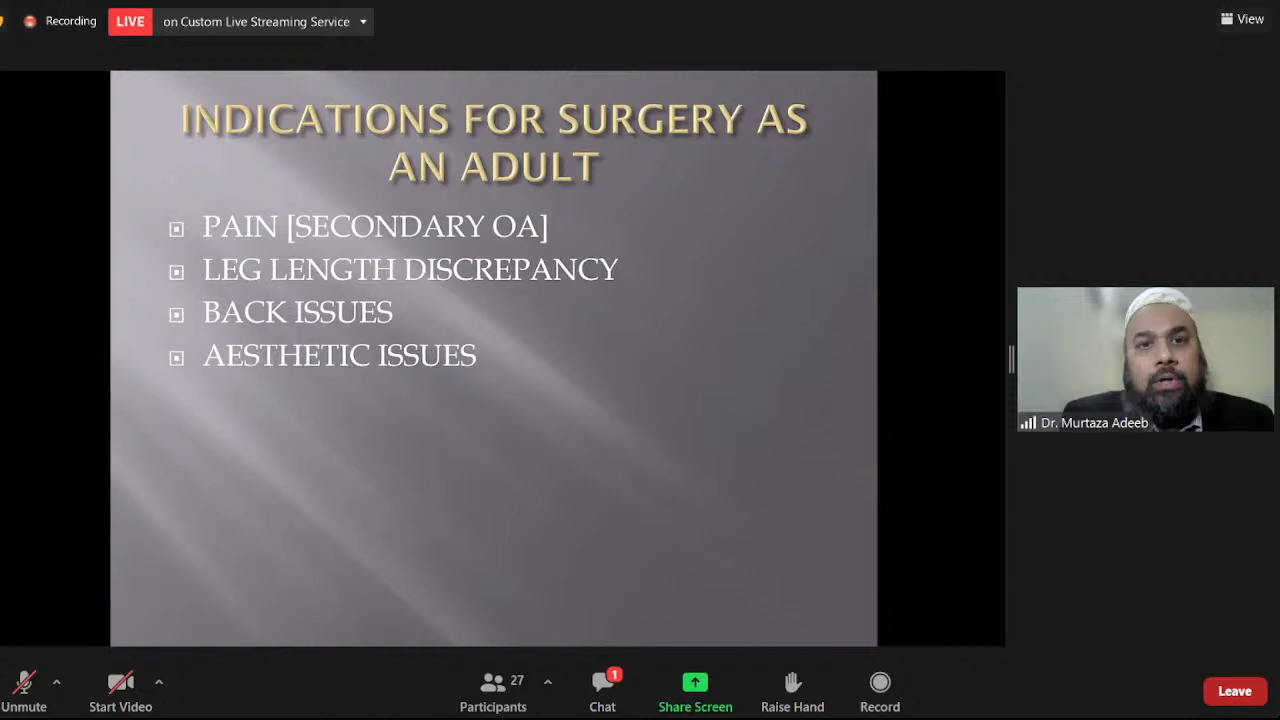 Recording
LIVE
on Custom Live Streaming Service
View
INDICATIONS FOR SURGERY AS
AN ADULT
PAIN [SECONDARY OA]
LEG LENGTH DISCREPANCY
BACK ISSUES
AESTHETIC ISSUES
Dr. Murtaza Adeeb
Unmute
Start Video
27
Participants
1
Chat
Share Screen
Raise Hand
Record
Leave